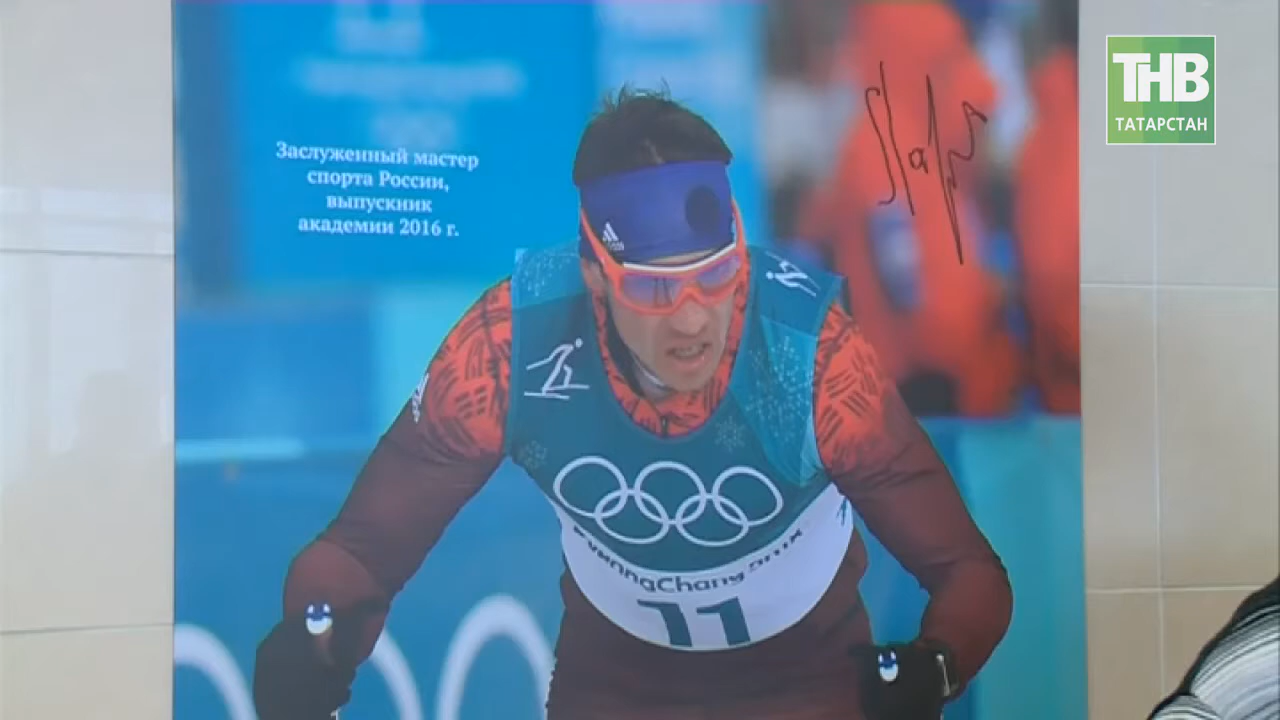 Заслуженный мастер
спорта России,
выпускник
академии 2016 г.
ТНВ
ТАТАРСТАН
PyeongChang 2018
11